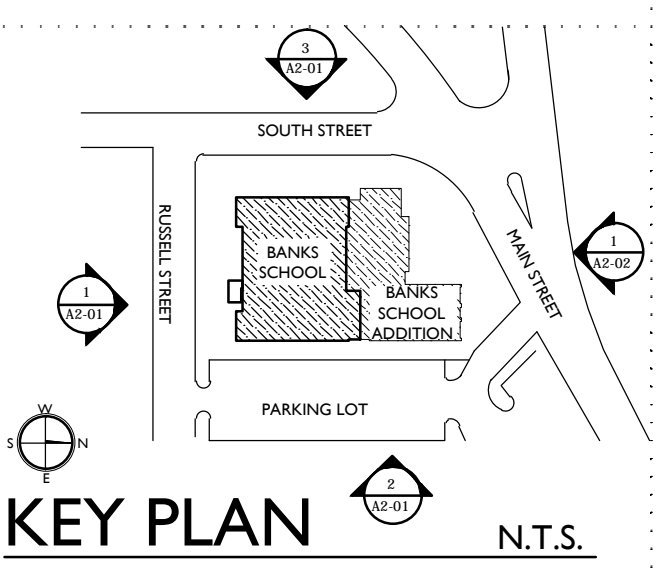 3
A2-01
SOUTH STREET
RUSSELL STREET
BANKS
SCHOOL
MAIN STREET
1
A2-02
1
A2-01
BANKS
SCHOOL
ADDITION
PARKING LOT
W
S
N
E
2
A2-01
KEY PLAN
N.T.S.